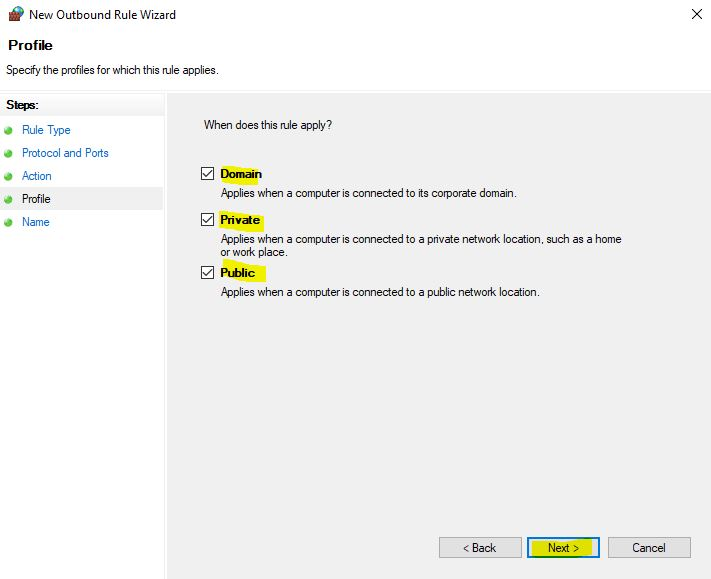 New Outbound Rule Wizard
Profile
Specify the profiles for which this rule applies.
Steps:
Rule Type
Protocol and Ports
Action
Profile
Name
When does this rule apply?
Domain
Applies when a computer is connected to its corporate domain.
Private
Applies when a computer is connected to a private network location, such as a home
or work place.
Public
Applies when a computer is connected to a public network location.
< Back
Next >
Cancel